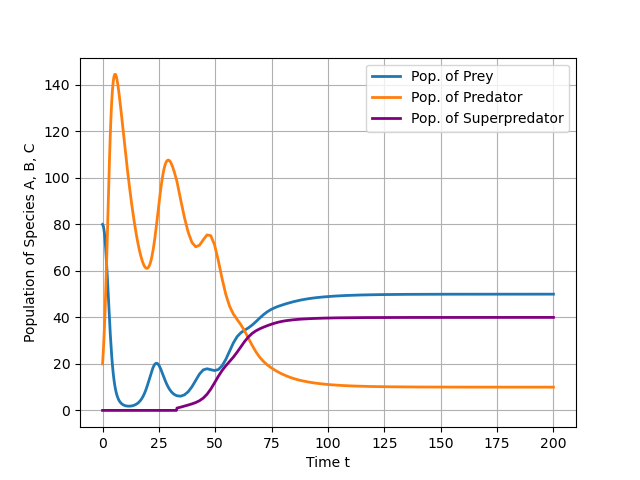 Pop. of Prey
Pop. of Predator
Pop. of Superpredator
Population of Species A, B, C
140
120
100
80
60
40
20
0
0 25 50 75 100 125 150 175 200
Time t